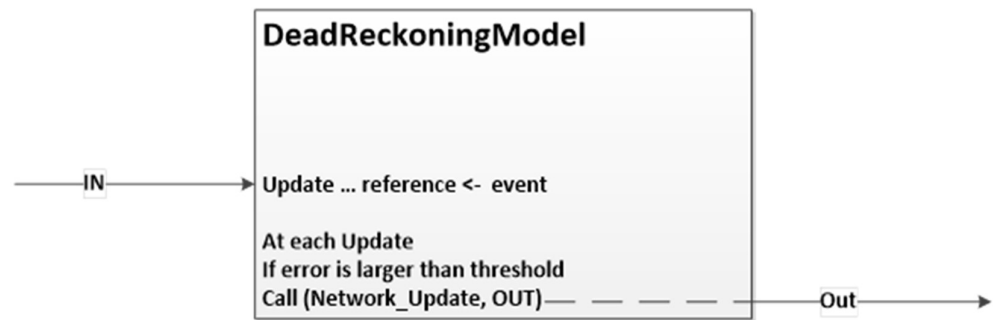 DeadReckoningModel
IN
Update ... reference <- event
At each Update
If error is larger than threshold
Call (Network_Update, OUT)
Out